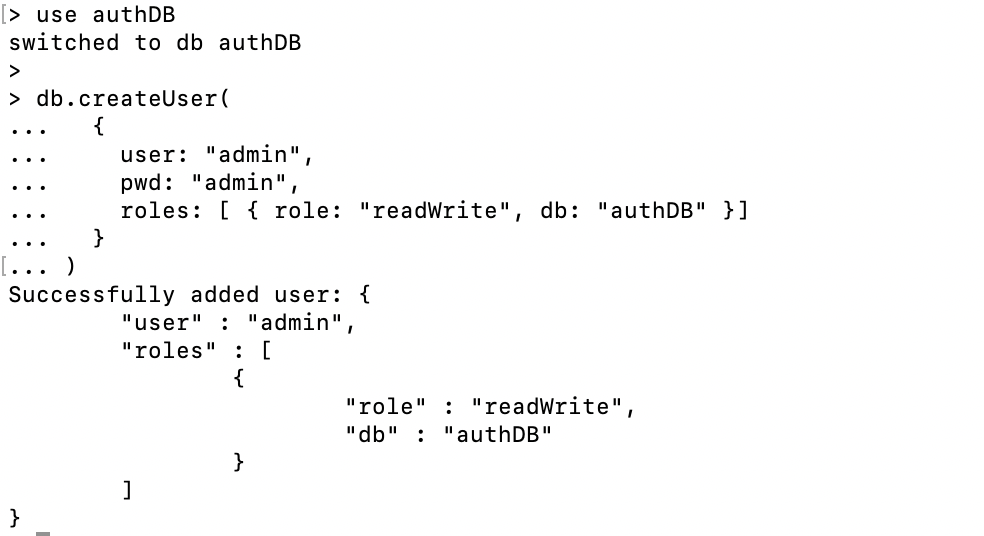 [> use authDB
switched to db authDB
>
> db.createUser(
...   {
...     user: "admin",
...     pwd: "admin",
...     roles: [ { role: "readWrite", db: "authDB" }]
...   }
[... )
Successfully added user: {
        "user" : "admin",
        "roles" : [
                {
                        "role" : "readWrite",
                        "db" : "authDB"
                }
        ]
}